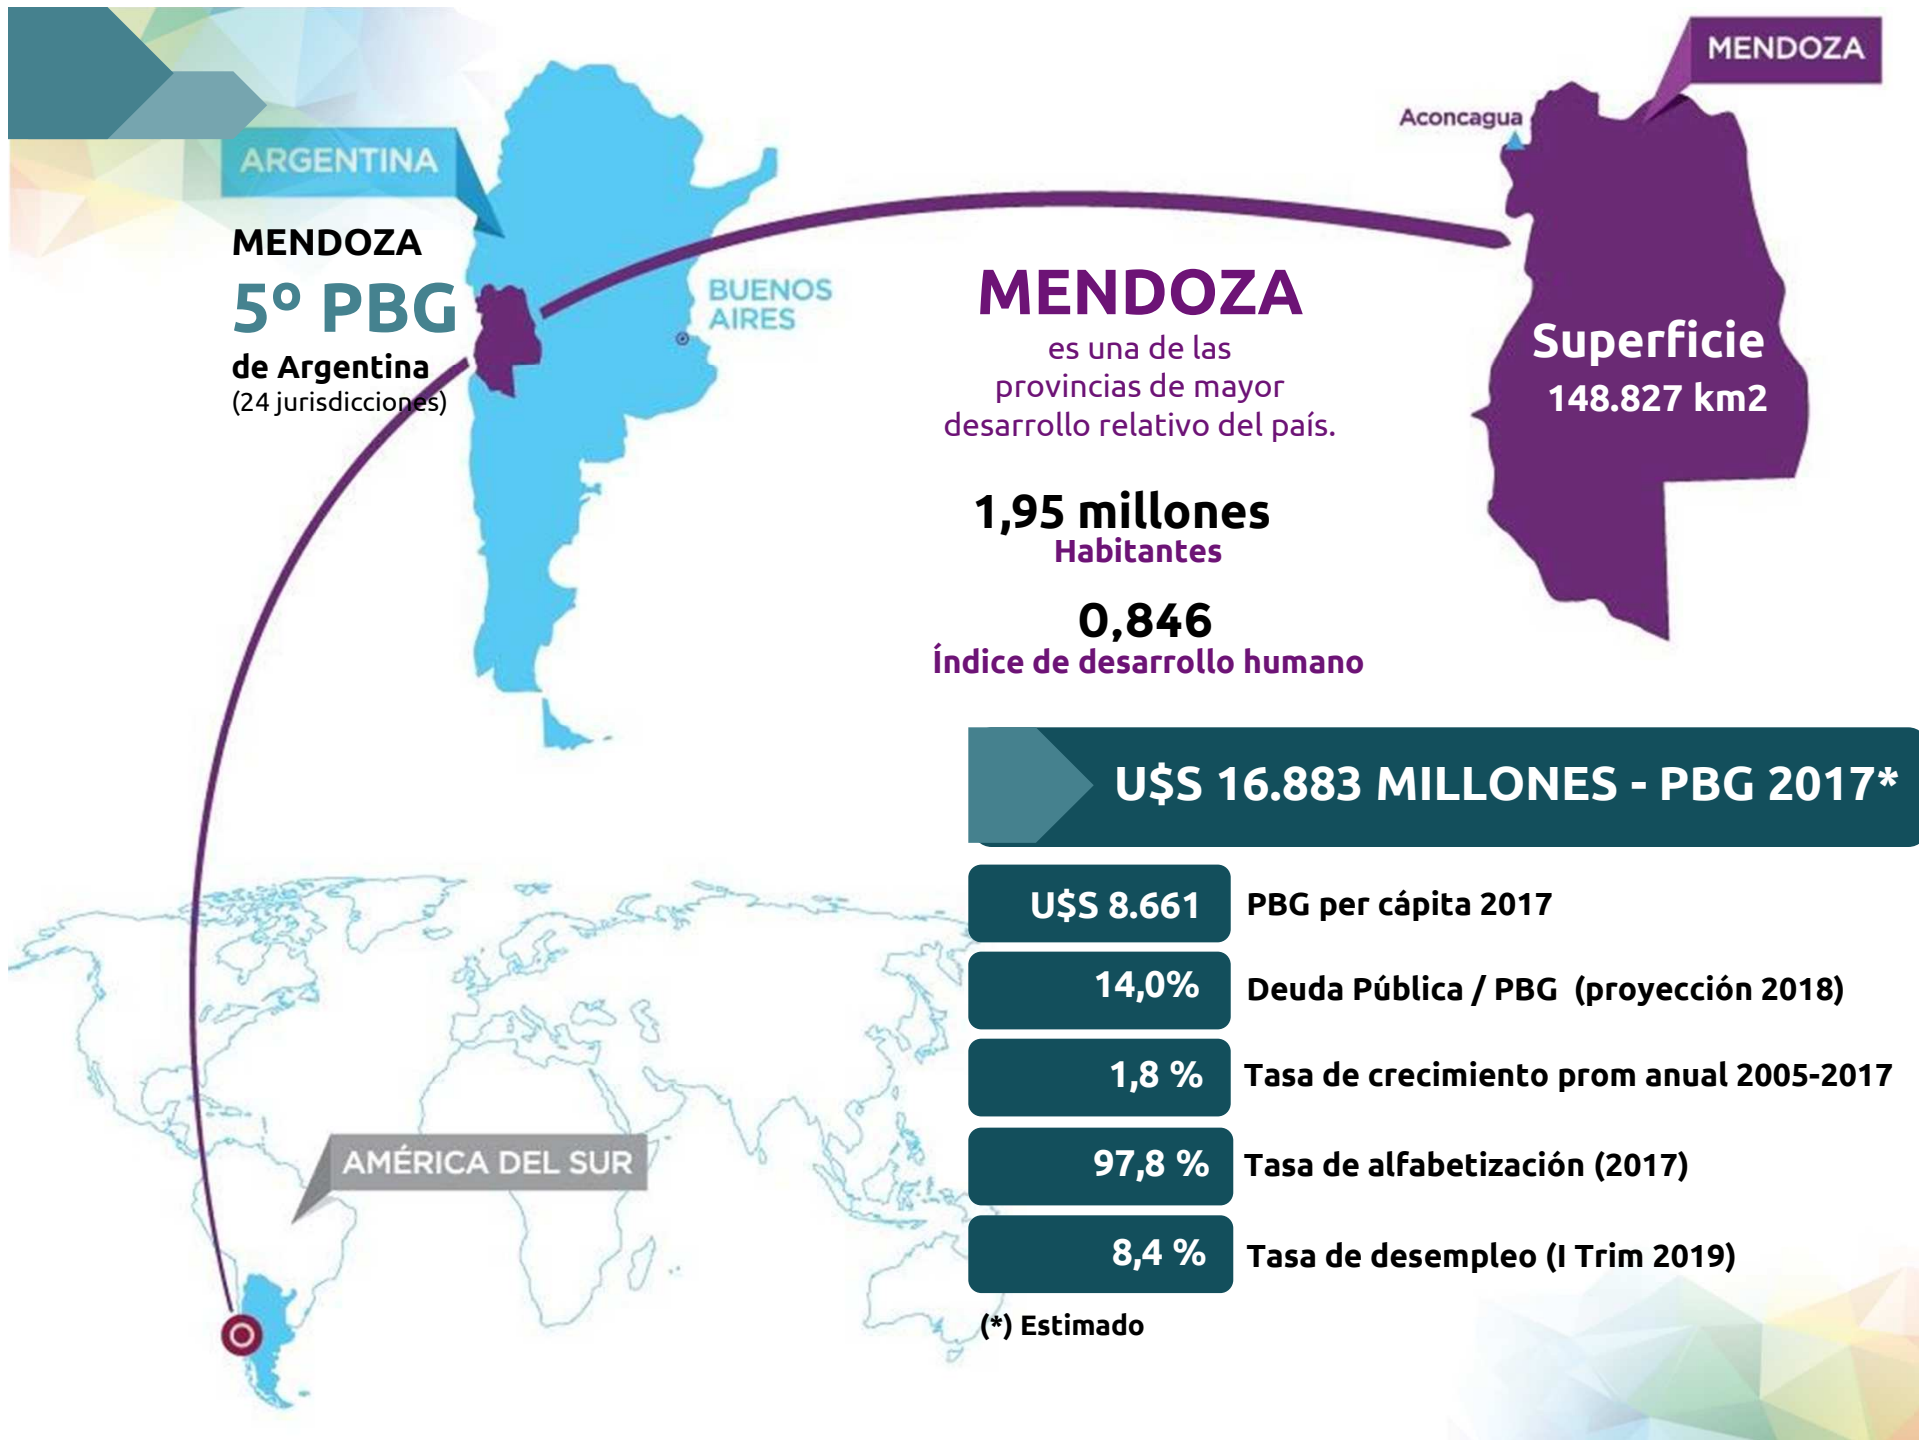 ARGENTINA
MENDOZA
5º PBG
de Argentina
(24 jurisdicciones)
BUENOS
AIRES
MENDOZA
Aconcagua
Superficie
148.827 km2
MENDOZA
es una de las
provincias de mayor
desarrollo relativo del país.
1,95 millones
Habitantes
0,846
Índice de desarrollo humano
U$S 16.883 MILLONES - PBG 2017*
U$S 8.661 PBG per cápita 2017
14,0% Deuda Pública / PBG (proyección 2018)
1,8 % Tasa de crecimiento prom anual 2005-2017
97,8 % Tasa de alfabetización (2017)
8,4 % Tasa de desempleo (I Trim 2019)
(*) Estimado
AMÉRICA DEL SUR